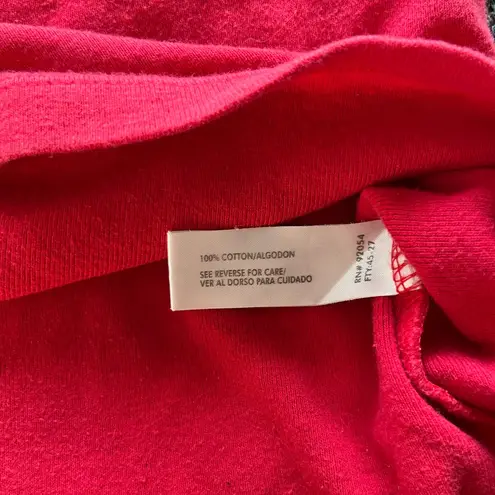 100% COTTON/ALGODON
SEE REVERSE FOR CARE/
VER AL DORSO PARA CUIDADO
RN# 92054
FTY:45-27